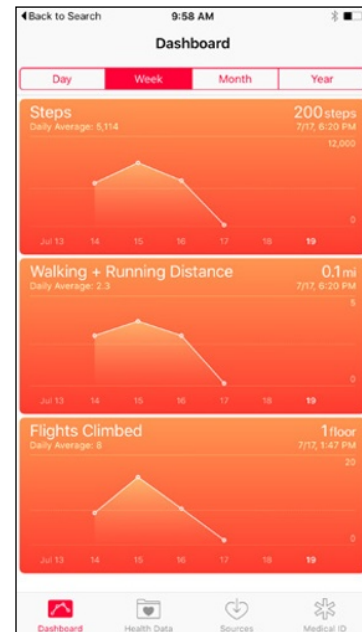 Back to Search 9:58 AM
Dashboard
Day Week Month Year
Steps 200 steps
Daily Average: 5,114 7/17, 6:20 PM
12,000
0
Jul 13 14 15 16 17 18 19
Walking + Running Distance 0.1 mi
Daily Average: 2.3 7/17, 6:20 PM
5
0
Jul 13 14 15 16 17 18 19
Flights Climbed 1 floor
Daily Average: 8 7/17, 1:47 PM
20
0
Jul 13 14 15 16 17 18 19
Dashboard Health Data Sources Medical ID